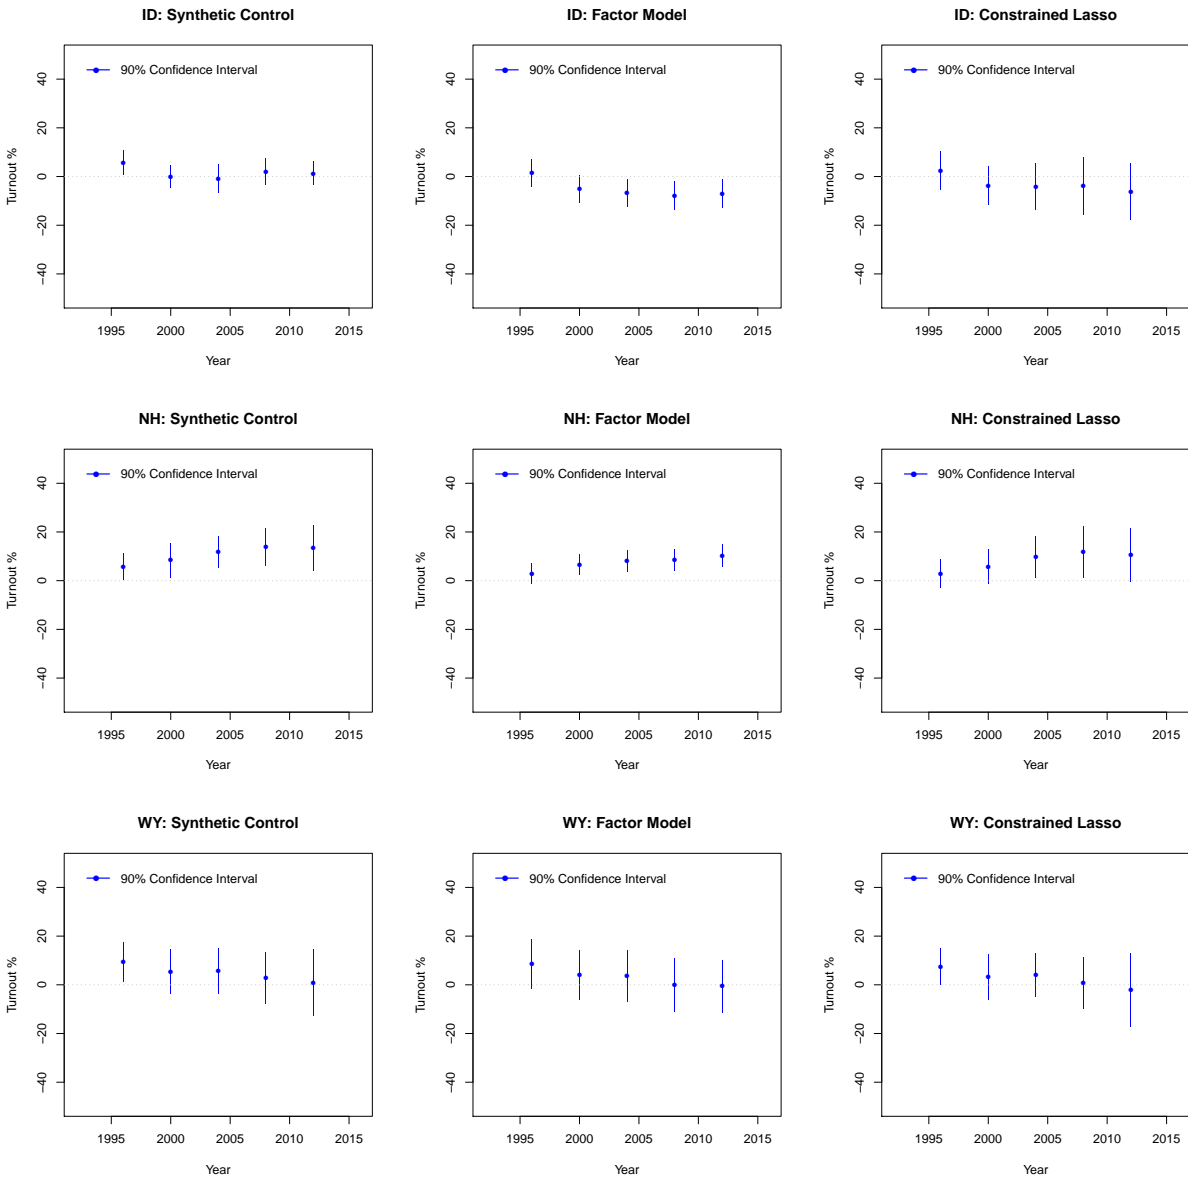 ID: Synthetic Control
90% Confidence Interval
Turnout %
40
20
0
−20
−40
1995 2000 2005 2010 2015
Year
ID: Factor Model
90% Confidence Interval
Turnout %
40
20
0
−20
−40
1995 2000 2005 2010 2015
Year
ID: Constrained Lasso
90% Confidence Interval
Turnout %
40
20
0
−20
−40
1995 2000 2005 2010 2015
Year
NH: Synthetic Control
90% Confidence Interval
Turnout %
40
20
0
−20
−40
1995 2000 2005 2010 2015
Year
NH: Factor Model
90% Confidence Interval
Turnout %
40
20
0
−20
−40
1995 2000 2005 2010 2015
Year
NH: Constrained Lasso
90% Confidence Interval
Turnout %
40
20
0
−20
−40
1995 2000 2005 2010 2015
Year
WY: Synthetic Control
90% Confidence Interval
Turnout %
40
20
0
−20
−40
1995 2000 2005 2010 2015
Year
WY: Factor Model
90% Confidence Interval
Turnout %
40
20
0
−20
−40
1995 2000 2005 2010 2015
Year
WY: Constrained Lasso
90% Confidence Interval
Turnout %
40
20
0
−20
−40
1995 2000 2005 2010 2015
Year